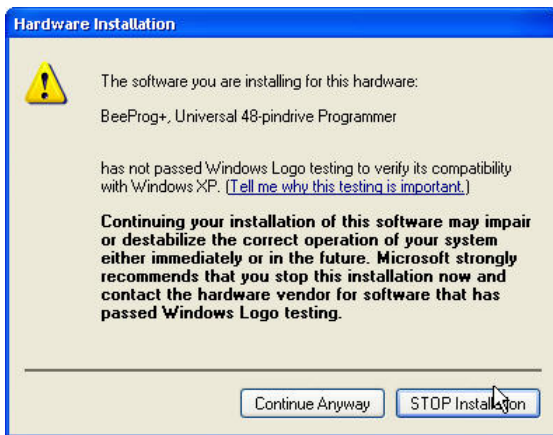 Hardware Installation
The software you are installing for this hardware:
BeeProg+, Universal 48-pindrive Programmer
has not passed Windows Logo testing to verify its compatibility
with Windows XP. (Tell me why this testing is important.)
Continuing your installation of this software may impair
or destabilize the correct operation of your system
either immediately or in the future. Microsoft strongly
recommends that you stop this installation now and
contact the hardware vendor for software that has
passed Windows Logo testing.
Continue Anyway
STOP Installation